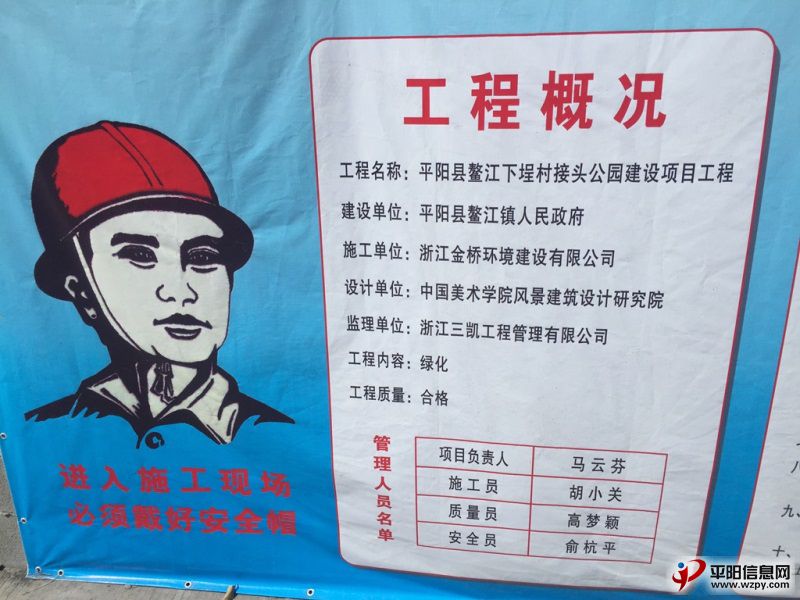 工程概况
工程名称：平阳县鳌江下埕村接头公园建设项目工程
建设单位：平阳县鳌江镇人民政府
施工单位：浙江金桥环境建设有限公司
设计单位：中国美术学院风景建筑设计研究院
监理单位：浙江三凯工程管理有限公司
工程内容：绿化
工程质量：合格
管理人员名单
项目负责人 马云芬
施工员 胡小关
质量员 高梦颖
安全员 俞杭平
进入施工现场
必须戴好安全帽
八
九、
十、
平阳信息网
www.wzpy.com